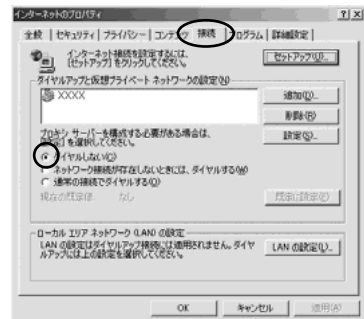 インターネットのプロパティ
全般 セキュリティ プライバシー コンテンツ 接続 プログラム 詳細設定
インターネット接続を設定するには、
[セットアップ]をクリックしてください。
セットアップ(U)...
ダイヤルアップと仮想プライベート ネットワークの設定(N)
XXXX
追加(D)...
削除(R)
プロキシ サーバーを構成する必要がある場合は、
[設定]を選択してください。
設定(S)...
ダイヤルしない(C)
ネットワーク接続が存在しないときには、ダイヤルする(W)
通常の接続でダイヤルする(O)
現在の既定値 なし
既定に設定(E)
ローカル エリア ネットワーク (LAN) の設定
LAN の設定はダイヤルアップ接続には適用されません。ダイヤ
ルアップには上の設定を選択してください。
LAN の設定(L)...
OK キャンセル 適用(A)